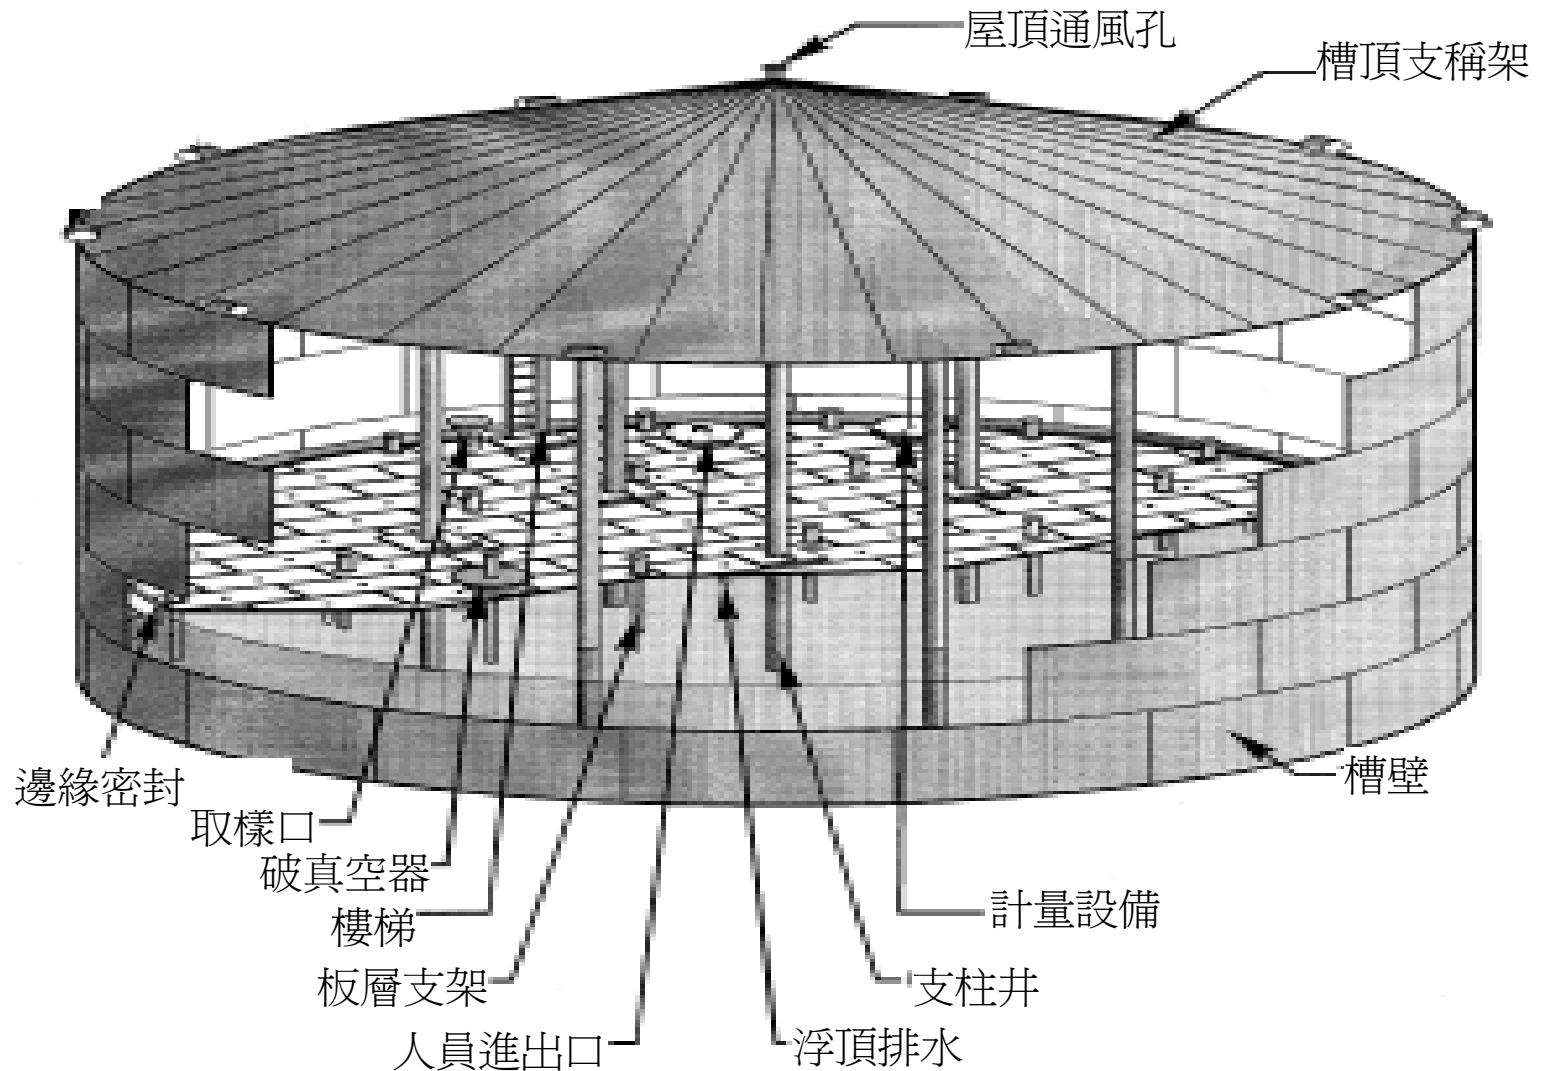 屋頂通風孔
槽頂支稱架
邊緣密封
取樣口
破真空器
樓梯
板層支架
人員進出口
浮頂排水
支柱井
計量設備
槽壁